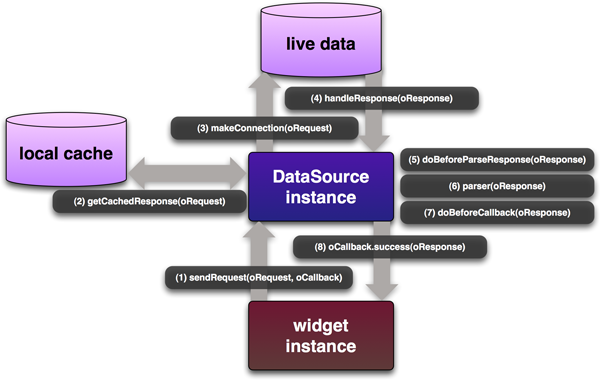 live data
(4) handleResponse(oResponse)
(3) makeConnection(oRequest)
local cache
(2) getCachedResponse(oRequest)
DataSource
instance
(5) doBeforeParseResponse(oResponse)
(6) parser(oResponse)
(7) doBeforeCallback(oResponse)
(8) oCallback.success(oResponse)
(1) sendRequest(oRequest, oCallback)
widget
instance